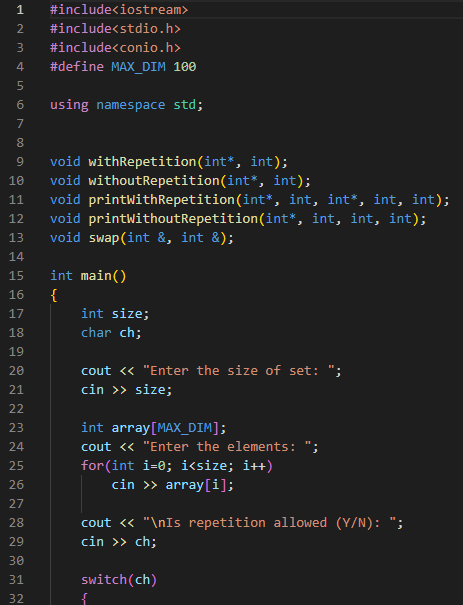 1 #include<iostream>
2 #include<stdio.h>
3 #include<conio.h>
4 #define MAX_DIM 100
5
6 using namespace std;
7
8
9 void withRepetition(int*, int);
10 void withoutRepetition(int*, int);
11 void printWithRepetition(int*, int, int*, int, int);
12 void printWithoutRepetition(int*, int, int, int);
13 void swap(int &, int &);
14
15 int main()
16 {
17     int size;
18     char ch;
19
20     cout << "Enter the size of set: ";
21     cin >> size;
22
23     int array[MAX_DIM];
24     cout << "Enter the elements: ";
25     for(int i=0; i<size; i++)
26         cin >> array[i];
27
28     cout << "\nIs repetition allowed (Y/N): ";
29     cin >> ch;
30
31     switch(ch)
32     {